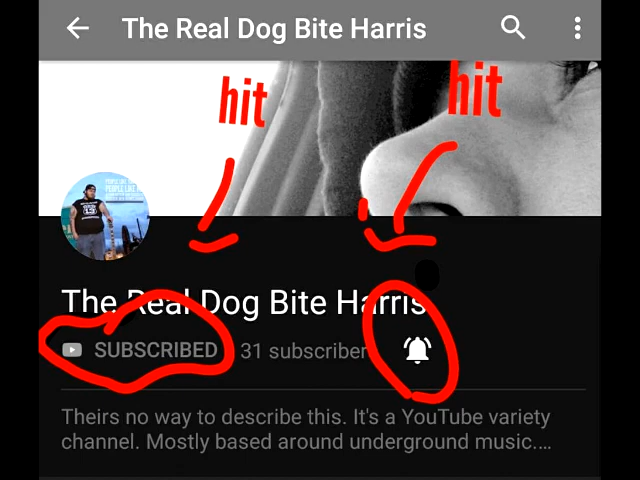 The Real Dog Bite Harris
hit
hit
The Real Dog Bite Harris
SUBSCRIBED 31 subscriber
Theirs no way to describe this. It's a YouTube variety
channel. Mostly based around underground music....